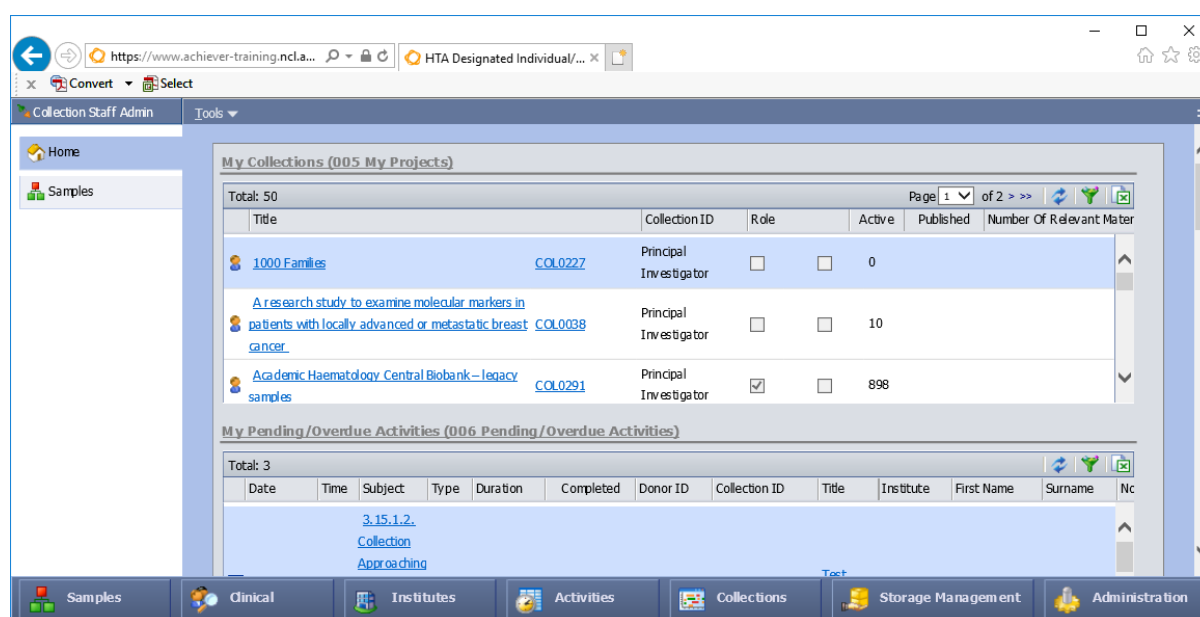 https://www.achiever-training.ncl.a...
HTA Designated Individual/...
x Convert Select
Collection Staff Admin
Tools
Home
Samples
My Collections (005 My Projects)
Total: 50 Page 1 of 2 > >>
Title Collection ID Role Active Published Number Of Relevant Mater
1000 Families COL0227 Principal Investigator 0
A research study to examine molecular markers in
patients with locally advanced or metastatic breast COL0038 Principal Investigator 10
cancer
Academic Haematology Central Biobank – legacy
samples COL0291 Principal Investigator 898
My Pending/Overdue Activities (006 Pending/Overdue Activities)
Total: 3
Date Time Subject Type Duration Completed Donor ID Collection ID Title Institute First Name Surname No
3.15.1.2.
Collection
Approaching
Test
Samples Clinical Institutes Activities Collections Storage Management Administration